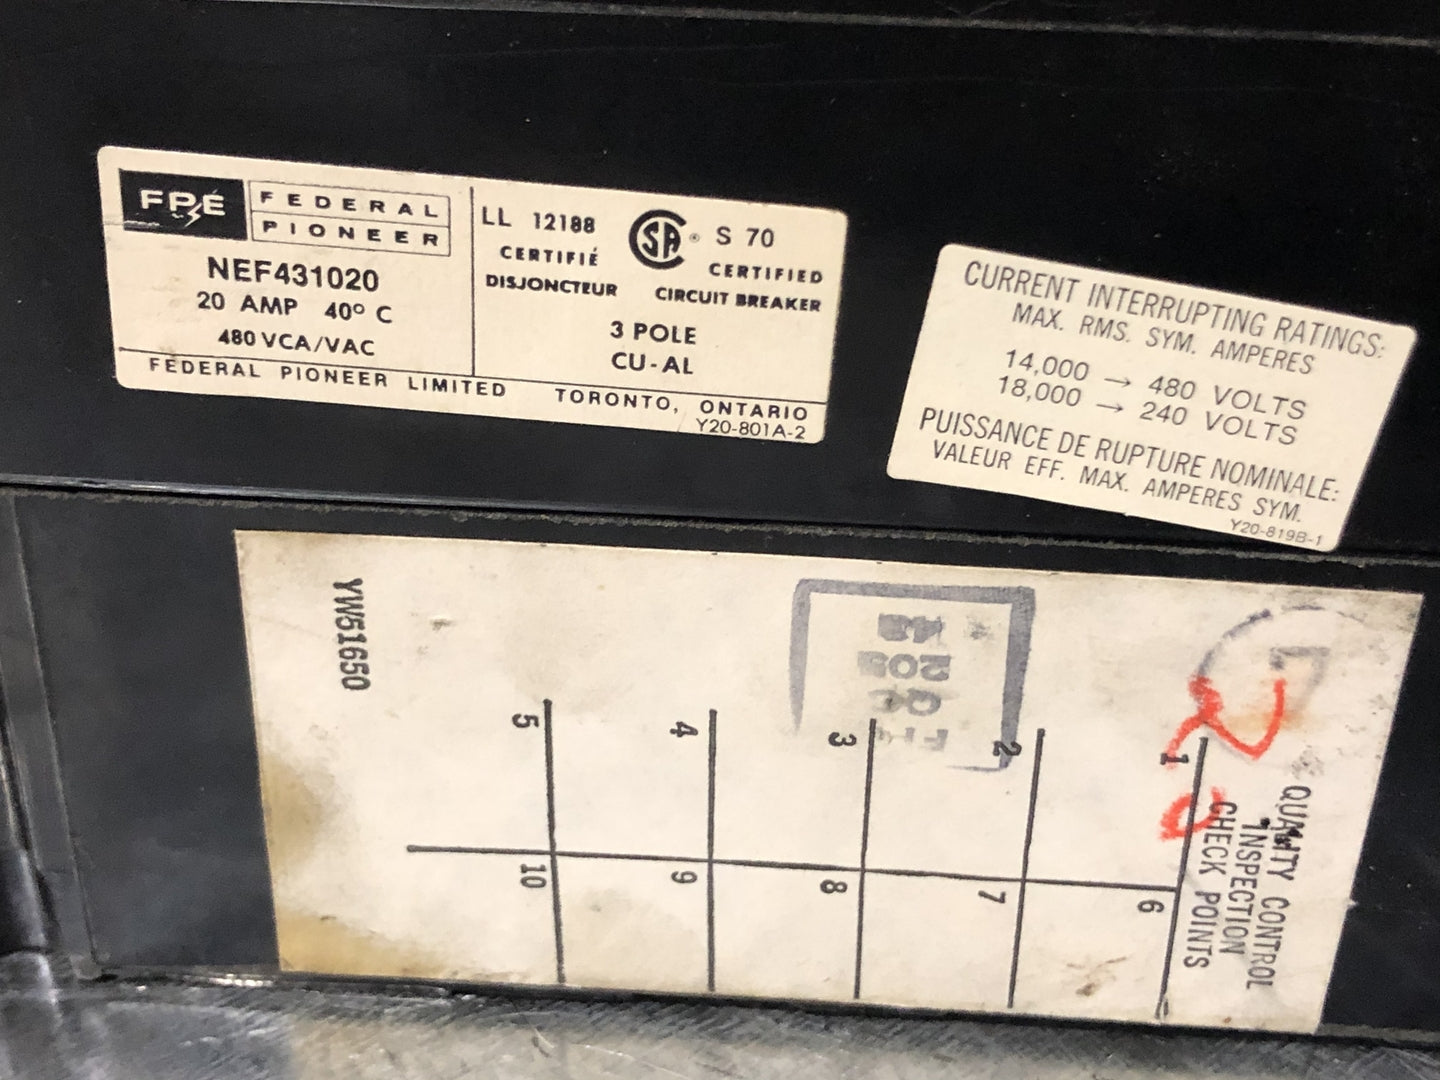 FPE FEDERAL
PIONEER
NEF431020
20 AMP 40º C
480 VCA/VAC
LL 12188 SA ® S 70
CERTIFIÉ CERTIFIED
DISJONCTEUR CIRCUIT BREAKER
3 POLE
CU-AL
FEDERAL PIONEER LIMITED TORONTO, ONTARIO
Y20-801A-2
CURRENT INTERRUPTING RATINGS:
MAX. RMS. SYM. AMPERES
14,000 → 480 VOLTS
18,000 → 240 VOLTS
PUISSANCE DE RUPTURE NOMINALE:
VALEUR EFF. MAX. AMPERES SYM.
Y20-819B-1
QUALITY CONTROL
INSPECTION
CHECK POINTS
1
2
3
4
5
6
7
8
9
10
YW51650